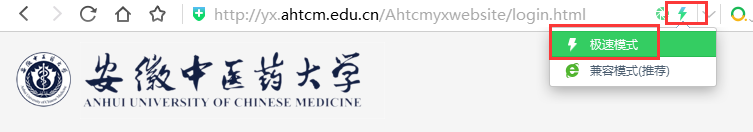 http://yx.ahtcm.edu.cn/Ahtcmyxwebsite/login.html
极速模式
兼容模式(推荐)
安徽中医药大学
ANHUI UNIVERSITY OF CHINESE MEDICINE